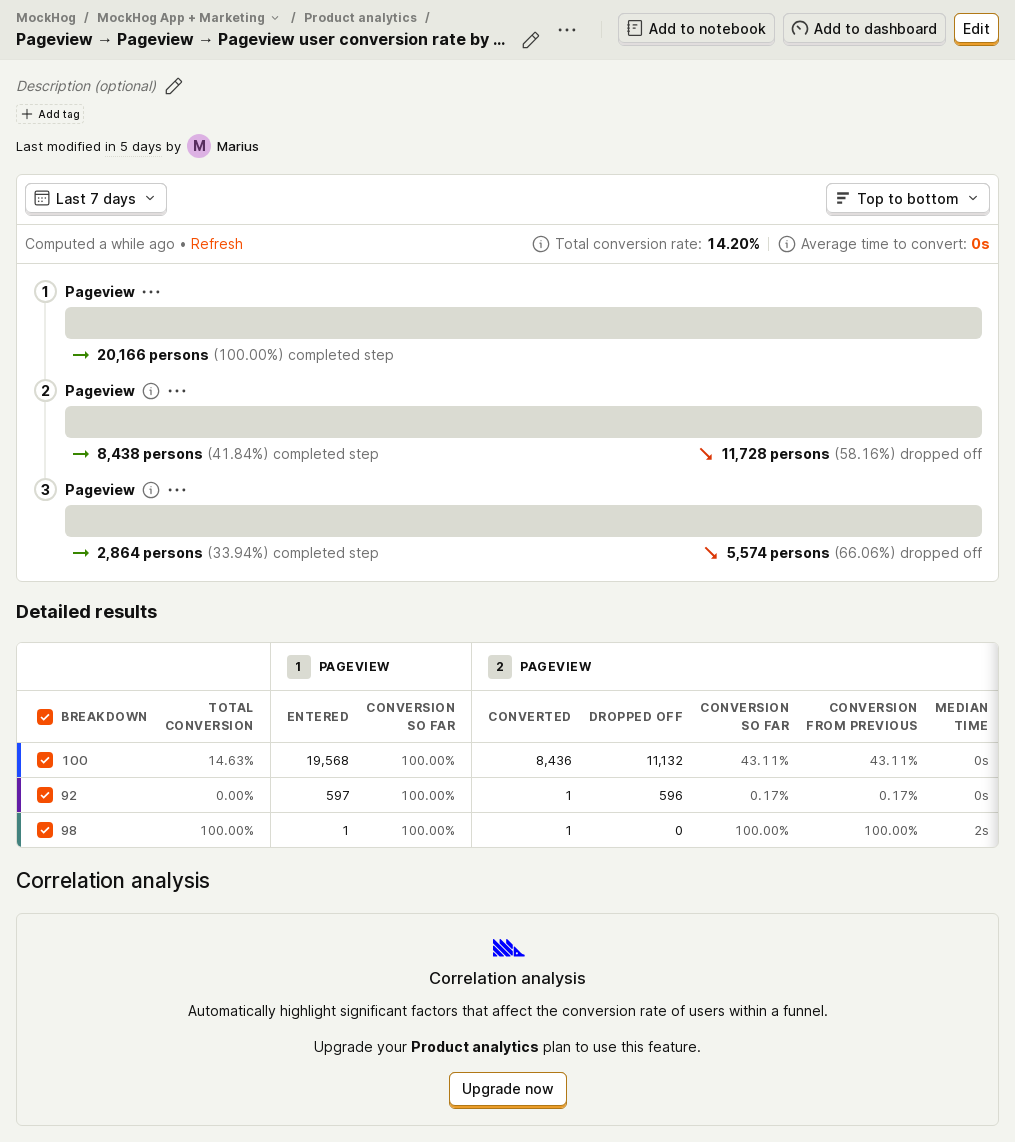 MockHog / MockHog App + Marketing / Product analytics /
Pageview → Pageview → Pageview user conversion rate by ...
Add to notebook
Add to dashboard
Edit
Description (optional)
Add tag
Last modified in 5 days by M Marius
Last 7 days
Top to bottom
Computed a while ago • Refresh
Total conversion rate: 14.20%
Average time to convert: 0s
1 Pageview
→ 20,166 persons (100.00%) completed step
2 Pageview
→ 8,438 persons (41.84%) completed step
11,728 persons (58.16%) dropped off
3 Pageview
→ 2,864 persons (33.94%) completed step
5,574 persons (66.06%) dropped off
Detailed results
1 PAGEVIEW 2 PAGEVIEW
BREAKDOWN TOTAL CONVERSION ENTERED CONVERSION SO FAR CONVERTED DROPPED OFF CONVERSION SO FAR CONVERSION FROM PREVIOUS MEDIAN TIME
100 14.63% 19,568 100.00% 8,436 11,132 43.11% 43.11% 0s
92 0.00% 597 100.00% 1 596 0.17% 0.17% 0s
98 100.00% 1 100.00% 1 0 100.00% 100.00% 2s
Correlation analysis
Correlation analysis
Automatically highlight significant factors that affect the conversion rate of users within a funnel.
Upgrade your Product analytics plan to use this feature.
Upgrade now